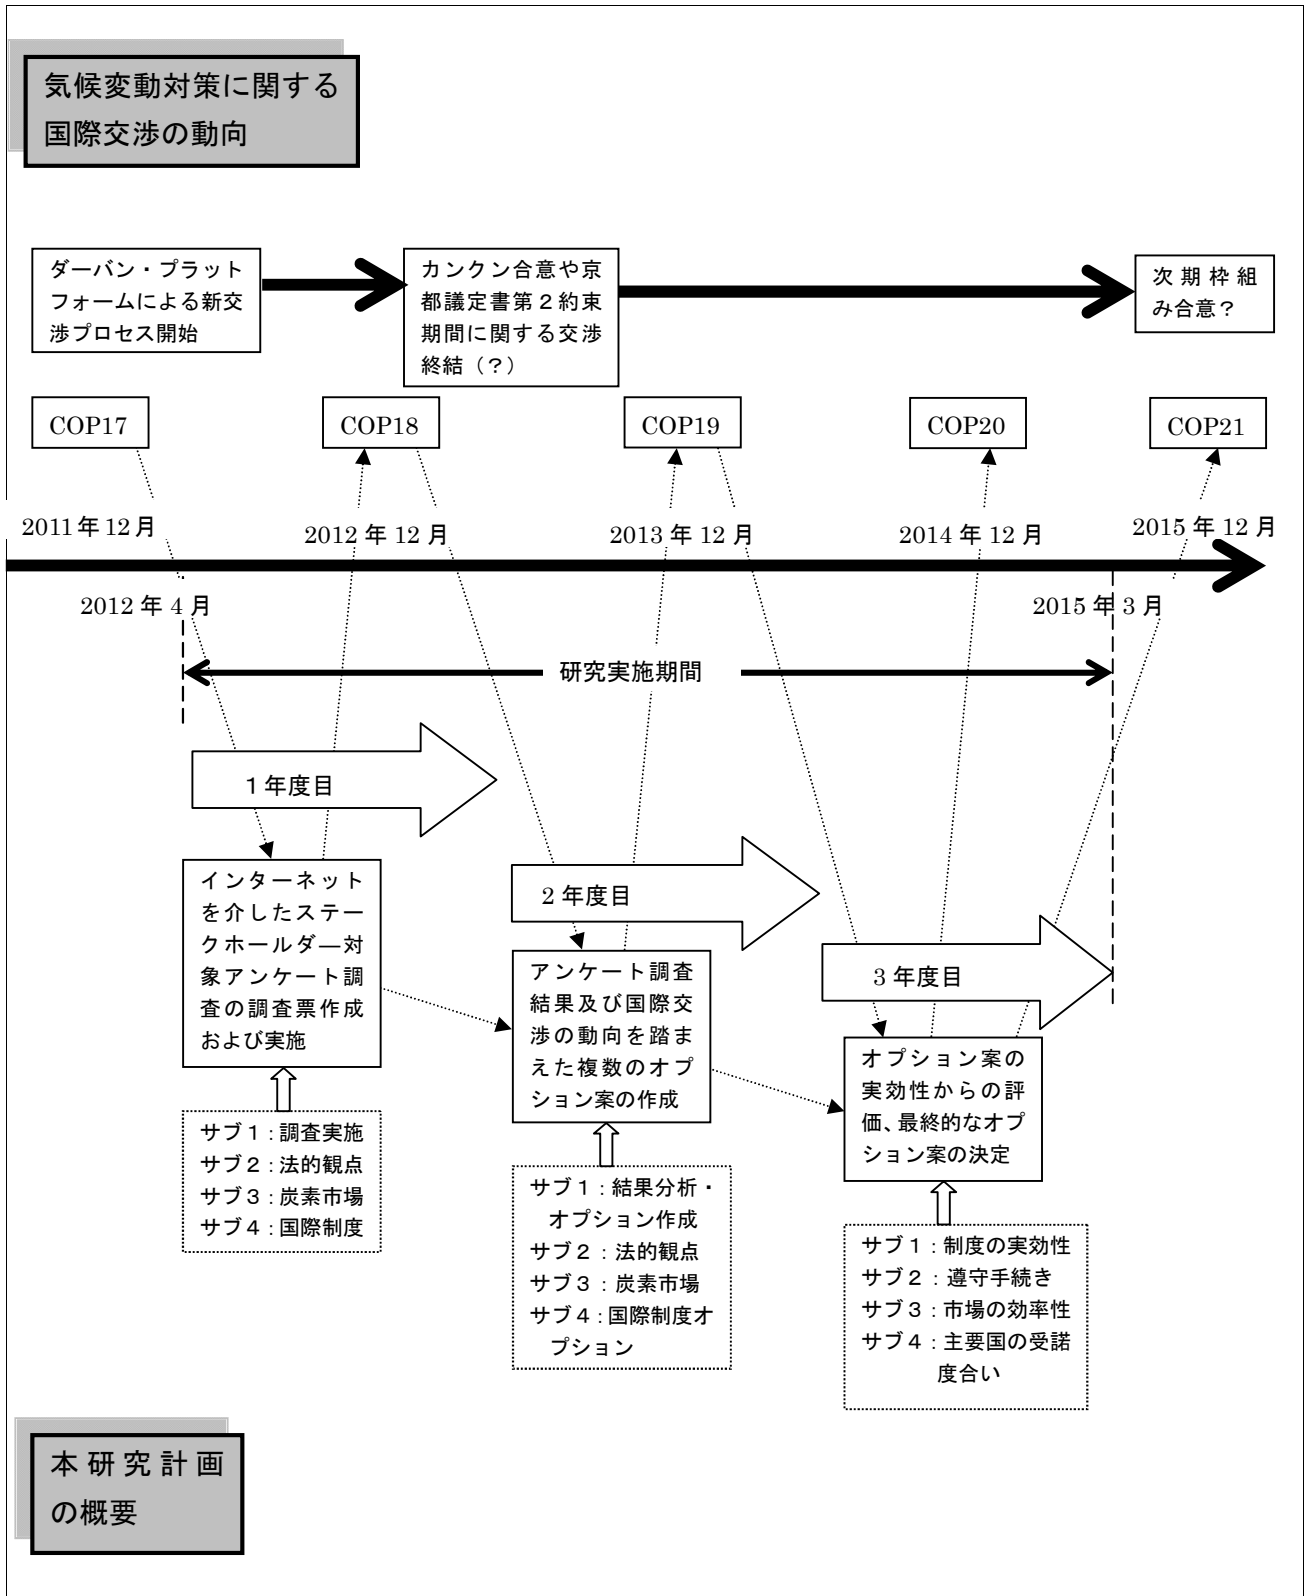 気候変動対策に関する
国際交渉の動向
ダーバン・プラット
フォームによる新交
渉プロセス開始
カンクン合意や京
都議定書第２約束
期間に関する交渉
終結（？）
次期枠組
み合意？
COP17
COP18
COP19
COP20
COP21
2011年12月
2012年12月
2013年12月
2014年12月
2015年12月
2012年4月
2015年3月
研究実施期間
１年度目
インターネット
を介したステー
クホールダ―対
象アンケート調
査の調査票作成
および実施
サブ１：調査実施
サブ２：法的観点
サブ３：炭素市場
サブ４：国際制度
2年度目
アンケート調査
結果及び国際交
渉の動向を踏ま
えた複数のオプ
ション案の作成
サブ１：結果分析・
オプション作成
サブ２：法的観点
サブ３：炭素市場
サブ４：国際制度オ
プション
3年度目
オプション案の
実効性からの評
価、最終的なオプ
ション案の決定
サブ１：制度の実効性
サブ２：遵守手続き
サブ３：市場の効率性
サブ４：主要国の受諾
度合い
本研究計画
の概要